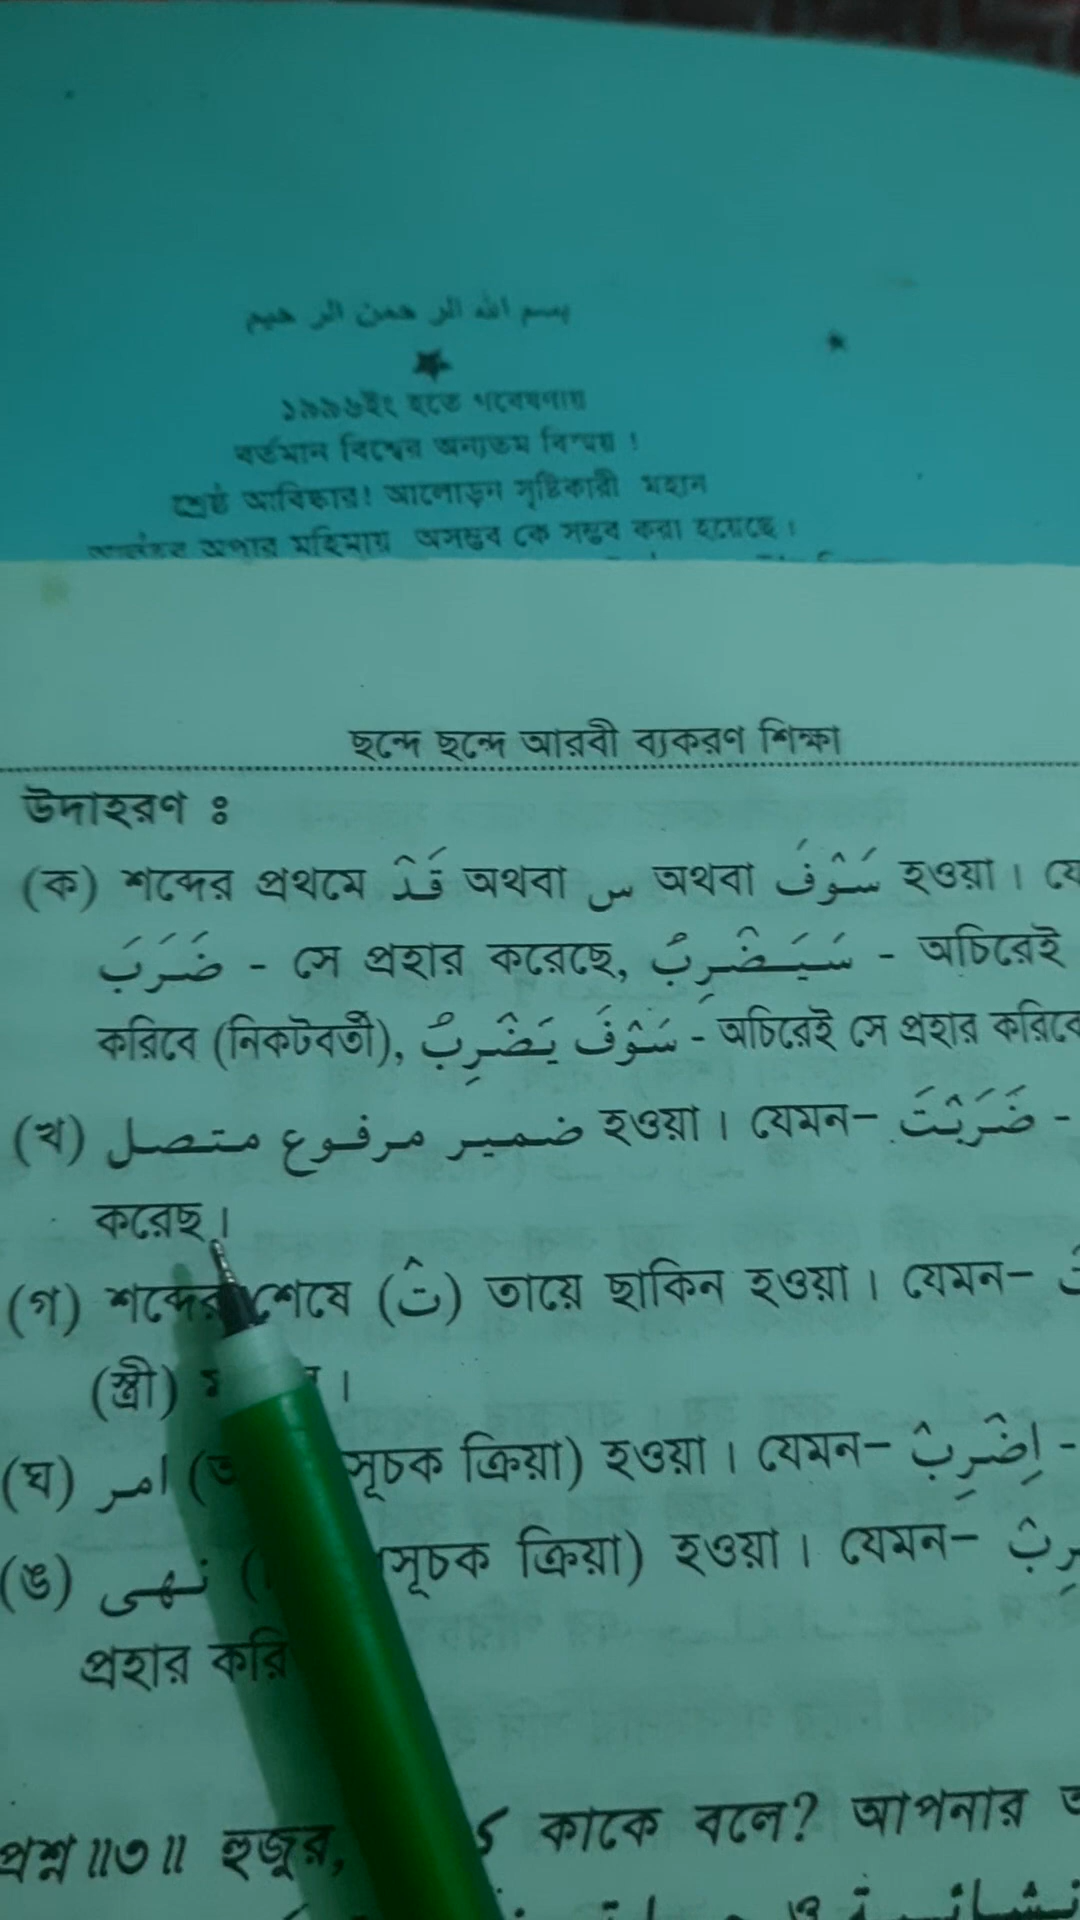 بسم الله الر حمن الر حيم
১৯৯৬ইং হতে গবেষণায়
বর্তমান বিশ্বের অন্যতম বিস্ময় !
শ্রেষ্ঠ আবিষ্কার! আলোড়ন সৃষ্টিকারী মহান
অপার মহিমায় অসম্ভব কে সম্ভব করা হয়েছে ।
ছন্দে ছন্দে আরবী ব্যকরণ শিক্ষা
উদাহরণ ঃ
(ক) শব্দের প্রথমে قَدْ অথবা س অথবা سَوْفَ হওয়া।
ضَرَبَ - সে প্রহার করেছে, سَيَضْرِبُ - অচিরেই
করিবে (নিকটবর্তী), سَوْفَ يَضْرِبُ - অচিরেই সে প্রহার করিবে
(খ) ضمير مرفوع متصل হওয়া। যেমন- ضَرَبْتَ -
করেছ।
(গ) শব্দের শেষে (تْ) তায়ে ছাকিন হওয়া। যেমন-
(স্ত্রী) ।
(ঘ) امر ( সূচক ক্রিয়া) হওয়া। যেমন- اِضْرِبْ -
(ঙ) نهى ( সূচক ক্রিয়া) হওয়া। যেমন-
প্রহার করি
প্রশ্ন ॥৩॥ হুজুর, কাকে বলে? আপনার